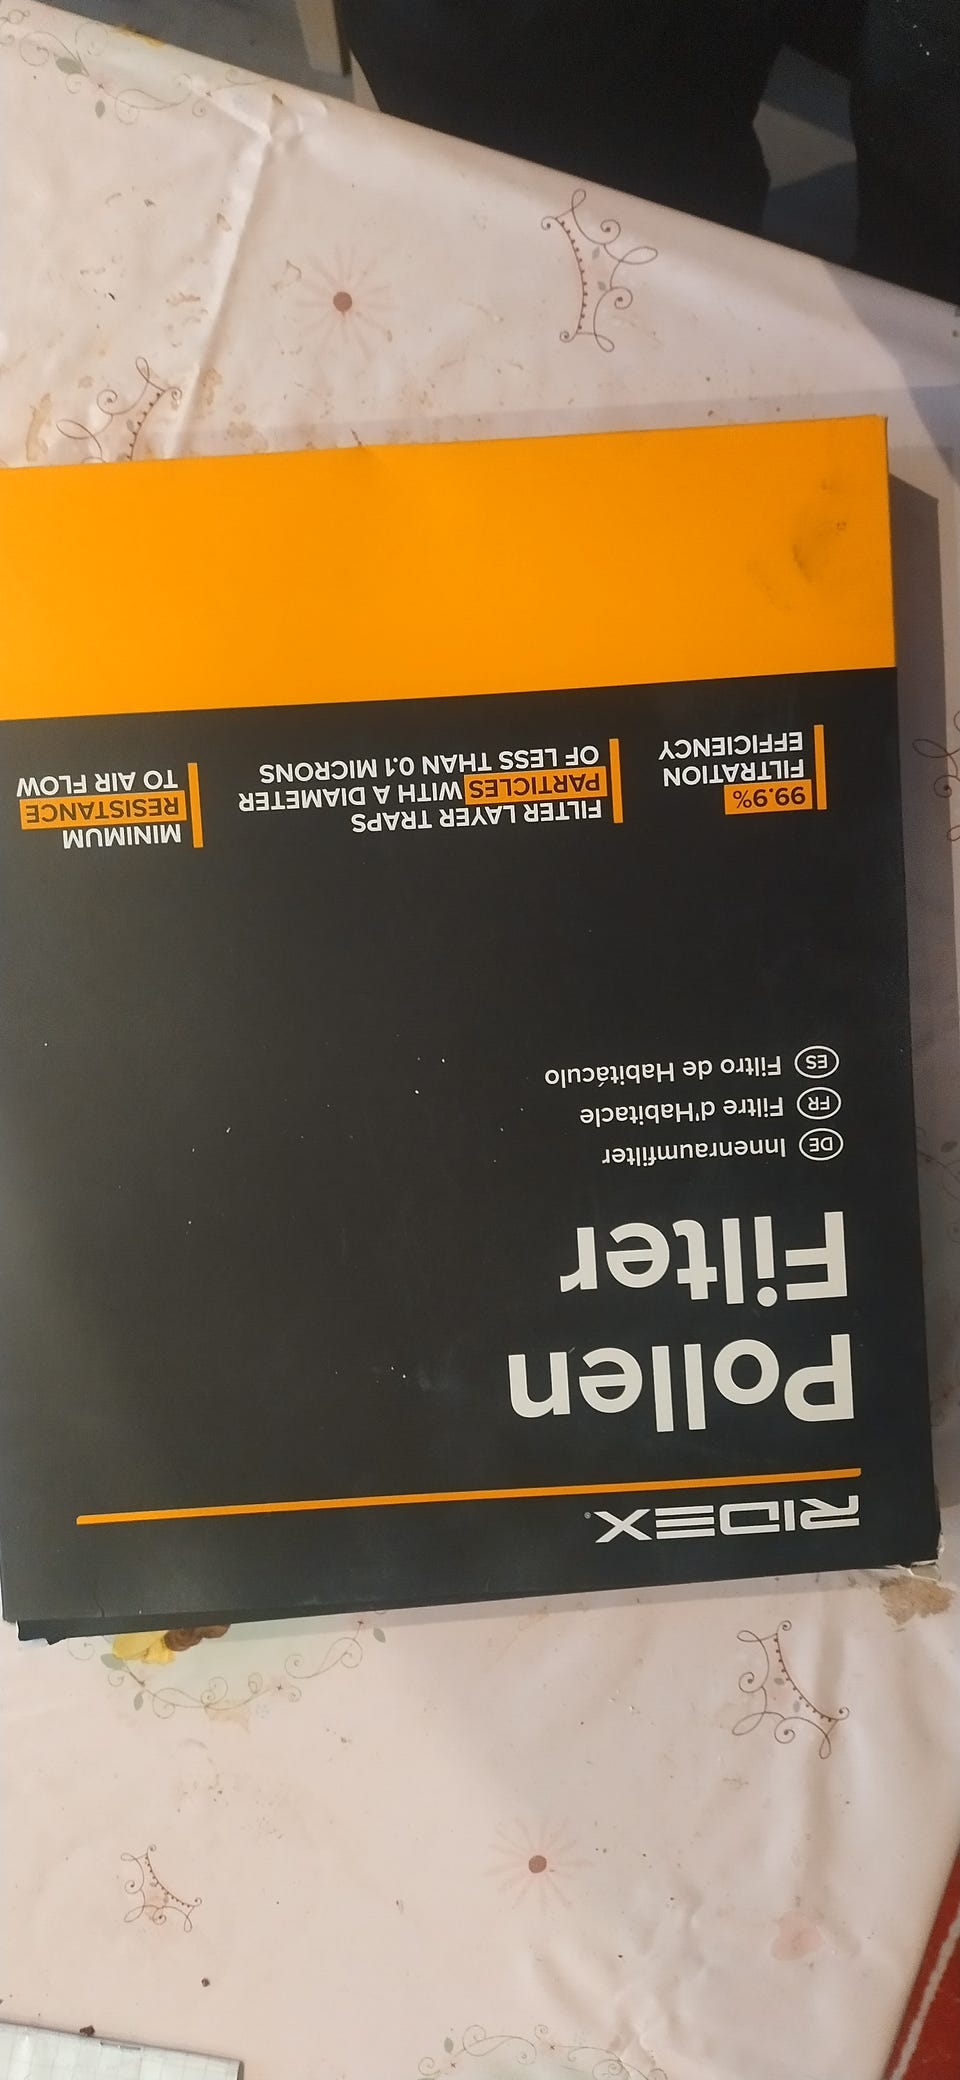 RIDEX®
Pollen
Filter
DE Innenraumfilter
FR Filtre d'Habitacle
ES Filtro de Habitáculo
99.9%
FILTRATION
EFFICIENCY
FILTER LAYER TRAPS
PARTICLES WITH A DIAMETER
OF LESS THAN 0.1 MICRONS
MINIMUM
RESISTANCE
TO AIR FLOW